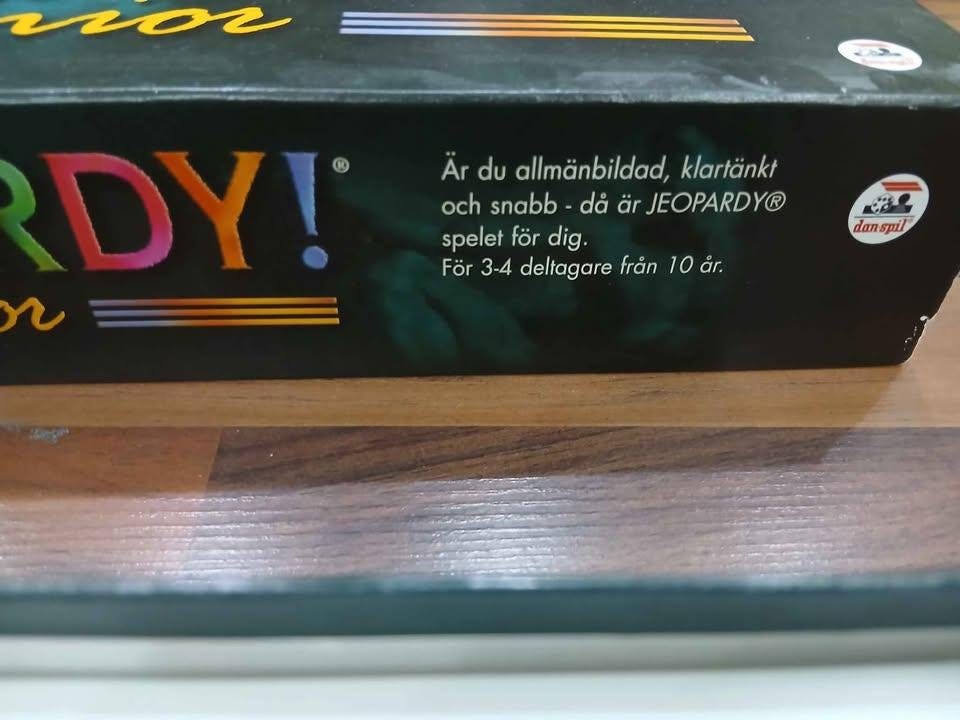 RDY!®
Är du allmänbildad, klartänkt
och snabb - då är JEOPARDY®
spelet för dig.
För 3-4 deltagare från 10 år.
dan-spil